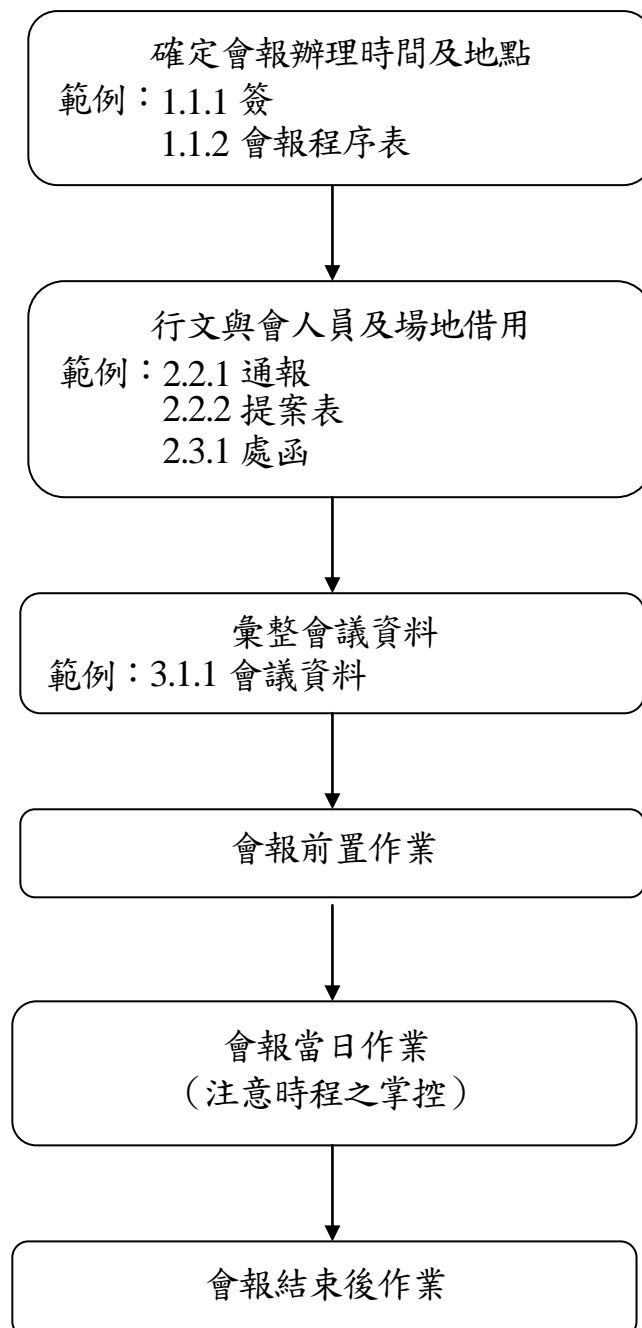 確定會報辦理時間及地點
範例：1.1.1 簽
1.1.2 會報程序表
行文與會人員及場地借用
範例：2.2.1 通報
2.2.2 提案表
2.3.1 處函
彙整會議資料
範例：3.1.1 會議資料
會報前置作業
會報當日作業
（注意時程之掌控）
會報結束後作業